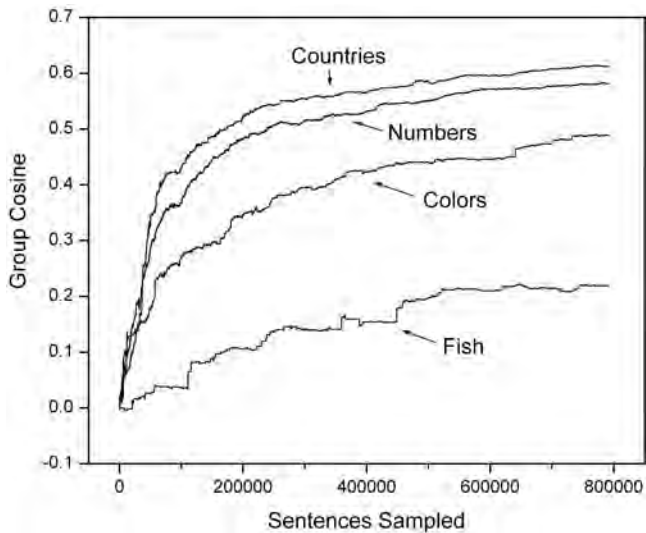 0.7
Countries
0.6
0.5
Numbers
0.4
Colors
0.3
0.2
Fish
0.1
0.0
-0.1
Group Cosine
0 200000 400000 600000 800000
Sentences Sampled